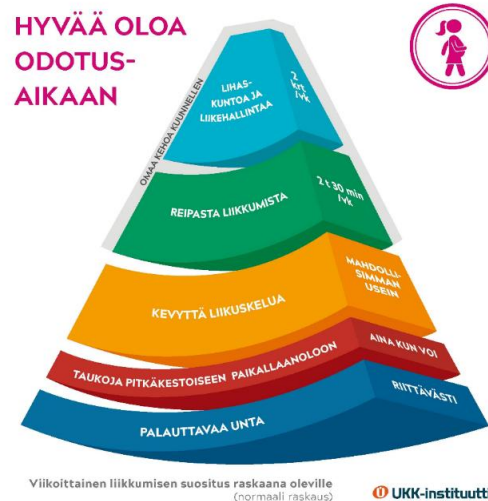 HYVÄÄ OLOA
ODOTUS-
AIKAAN
OMAA KEHOA KUUNNELLEN
LIHAS-
KUNTOA JA
LIIKEHALLINTAA
2
krt
/vk
REIPASTA LIIKKUMISTA
2 t 30 min
/vk
KEVYTTÄ LIIKUSKELUA
MAHDOLLI-
SIMMAN
USEIN
TAUKOJA PITKÄKESTOISEEN PAIKALLAANOLOON
AINA KUN VOI
PALAUTTAVAA UNTA
RIITTÄVÄSTI
Viikoittainen liikkumisen suositus raskaana oleville
(normaali raskaus)
UKK-instituutti